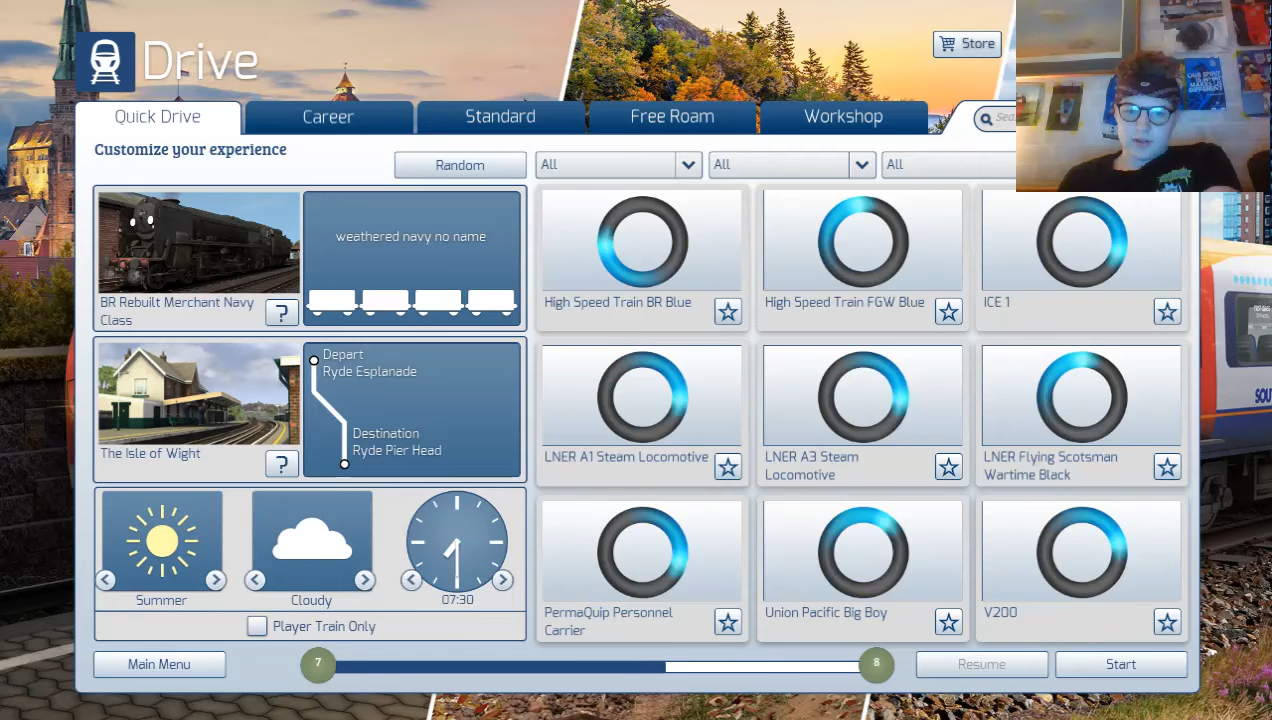 Drive
Store
Quick Drive
Career
Standard
Free Roam
Workshop
Customize your experience
Random
All
All
All
BR Rebuilt Merchant Navy
Class
?
weathered navy no name
High Speed Train BR Blue
High Speed Train FGW Blue
ICE 1
The Isle of Wight
?
Depart
Ryde Esplanade
Destination
Ryde Pier Head
LNER A1 Steam Locomotive
LNER A3 Steam
Locomotive
LNER Flying Scotsman
Wartime Black
Summer
Cloudy
07:30
Player Train Only
PermaQuip Personnel
Carrier
Union Pacific Big Boy
V200
Main Menu
7
8
Resume
Start